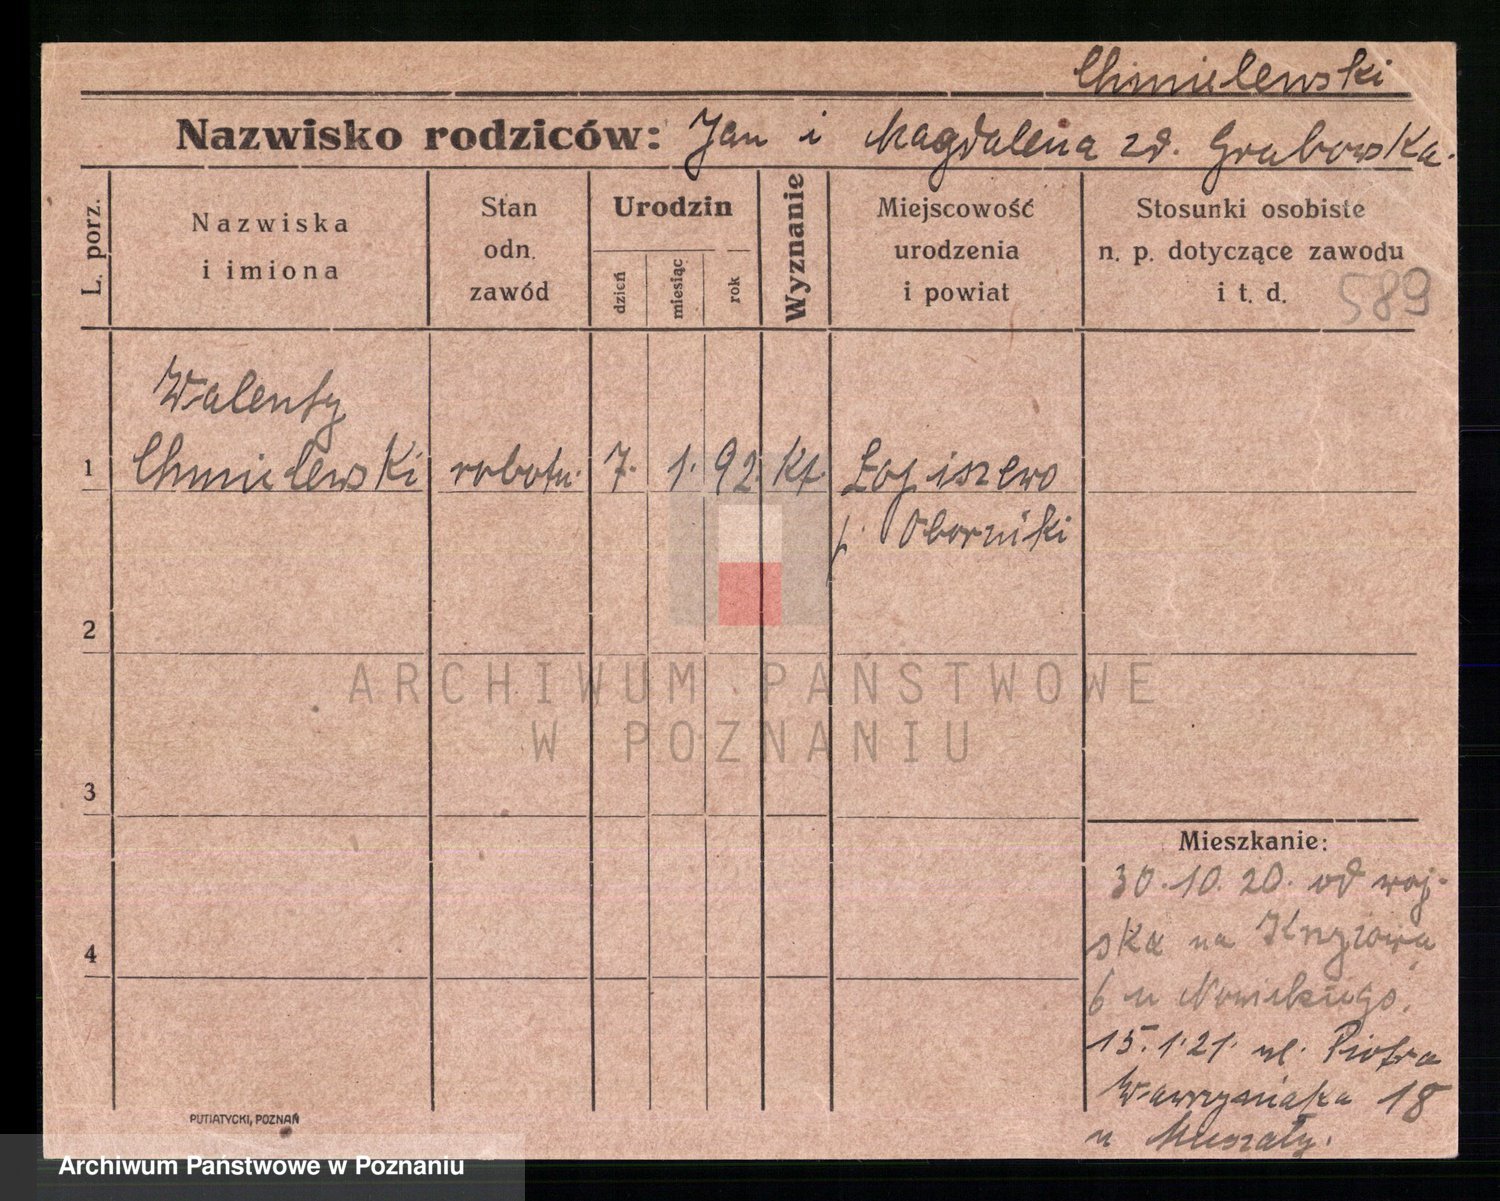 Chmielewski
Nazwisko rodziców: Jan i Magdalena zd. Grabowska.
L. porz.
Nazwiska
i imiona
Stan
odn.
zawód
Urodzin
dzień
miesiąc
rok
Wyznanie
Miejscowość
urodzenia
i powiat
Stosunki osobiste
n. p. dotyczące zawodu
i t. d.
589
Walenty
1 Chmielewski robotn. 7. 1. 92. kt. Łopiszewo
p. Oborniki
2
3
4
Mieszkanie:
30.10.20. od woj-
ska na Krzyżową
6 u Nowickiego.
15.1.21. ul. Piotra
Wawrzyniaka 18
u
PUTIATYCKI, POZNAŃ
ARCHIWUM PAŃSTWOWE
W POZNANIU
Archiwum Państwowe w Poznaniu